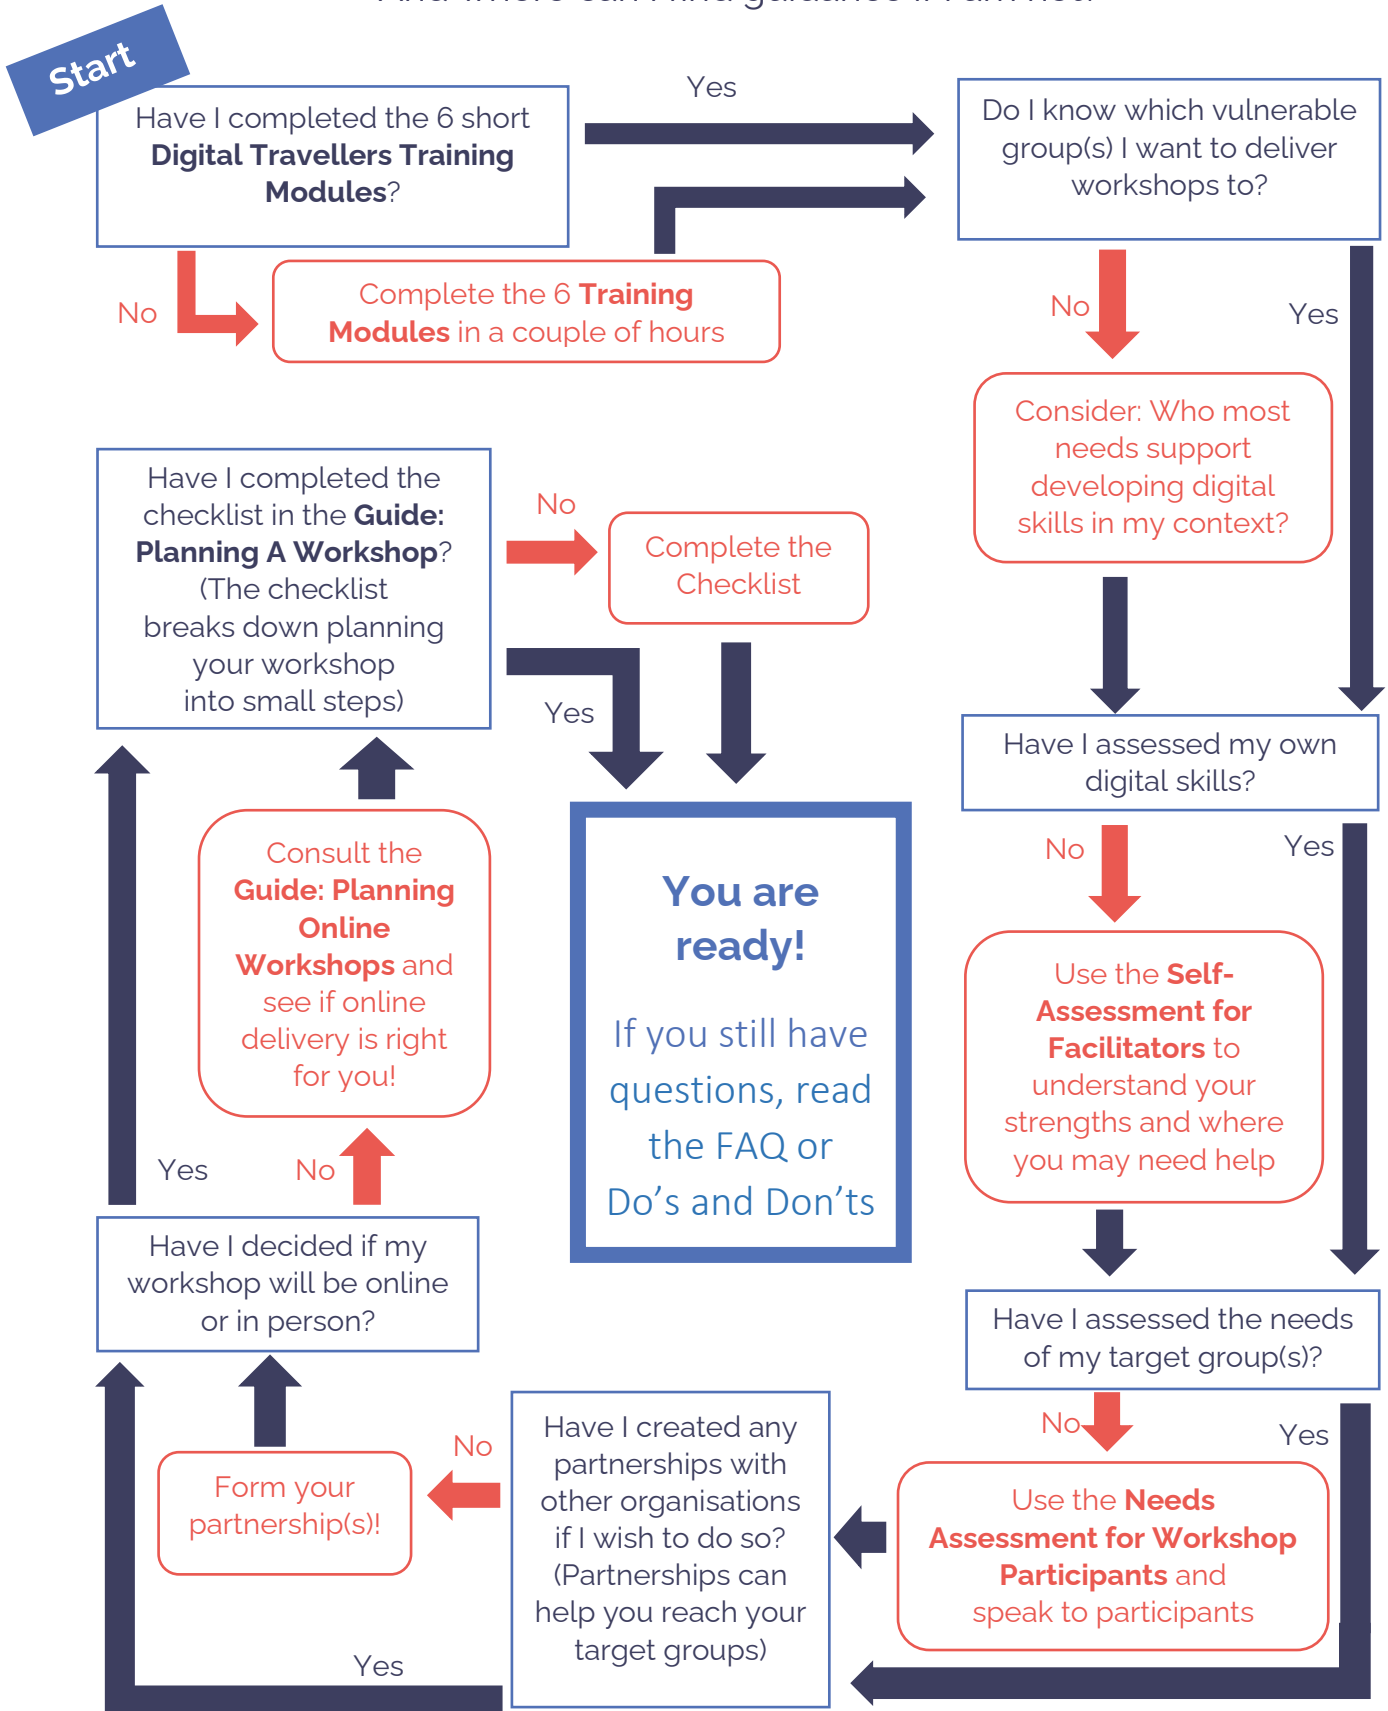 And where can I find guidance if I am not?
Start
Have I completed the 6 short
Digital Travellers Training
Modules?
Yes
Do I know which vulnerable
group(s) I want to deliver
workshops to?
No
Complete the 6 Training
Modules in a couple of hours
No
Yes
Consider: Who most
needs support
developing digital
skills in my context?
Have I completed the
checklist in the Guide:
Planning A Workshop?
(The checklist
breaks down planning
your workshop
into small steps)
No
Complete the
Checklist
Yes
Have I assessed my own
digital skills?
No
Yes
Consult the
Guide: Planning
Online
Workshops and
see if online
delivery is right
for you!
You are
ready!
If you still have
questions, read
the FAQ or
Do's and Don'ts
Use the Self-
Assessment for
Facilitators to
understand your
strengths and where
you may need help
Yes
No
Have I decided if my
workshop will be online
or in person?
Have I assessed the needs
of my target group(s)?
No
Yes
Have I created any
partnerships with
other organisations
if I wish to do so?
(Partnerships can
help you reach your
target groups)
No
Form your
partnership(s)!
Use the Needs
Assessment for Workshop
Participants and
speak to participants
Yes